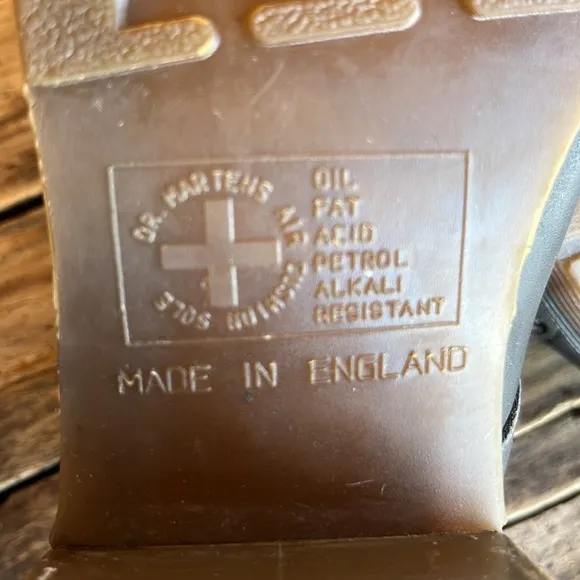 DR. MARTENS AIR CUSHION SOLE
OIL
FAT
ACID
PETROL
ALKALI
RESISTANT
MADE IN ENGLAND